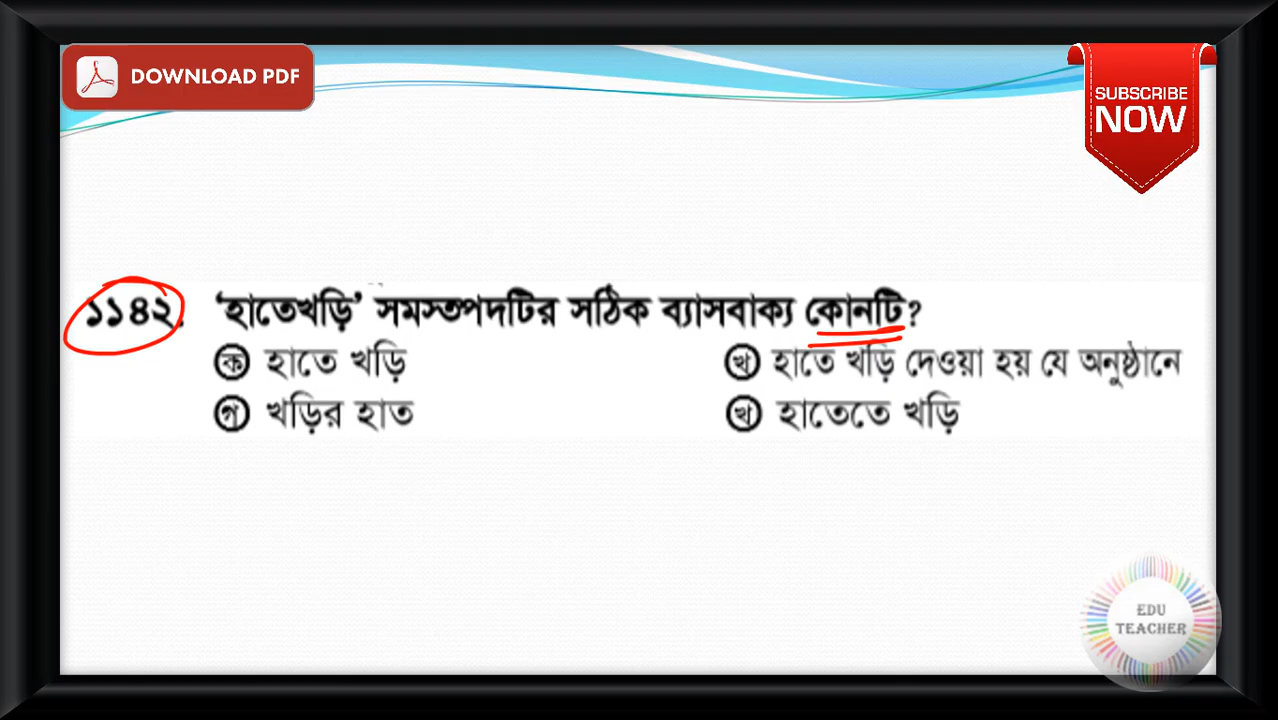 DOWNLOAD PDF
SUBSCRIBE
NOW
১১৪২. ‘হাতেখড়ি’ সমস্তপদটির সঠিক ব্যাসবাক্য কোনটি?
ক হাতে খড়ি
খ হাতে খড়ি দেওয়া হয় যে অনুষ্ঠানে
গ খড়ির হাত
খ হাতেতে খড়ি
EDU
TEACHER